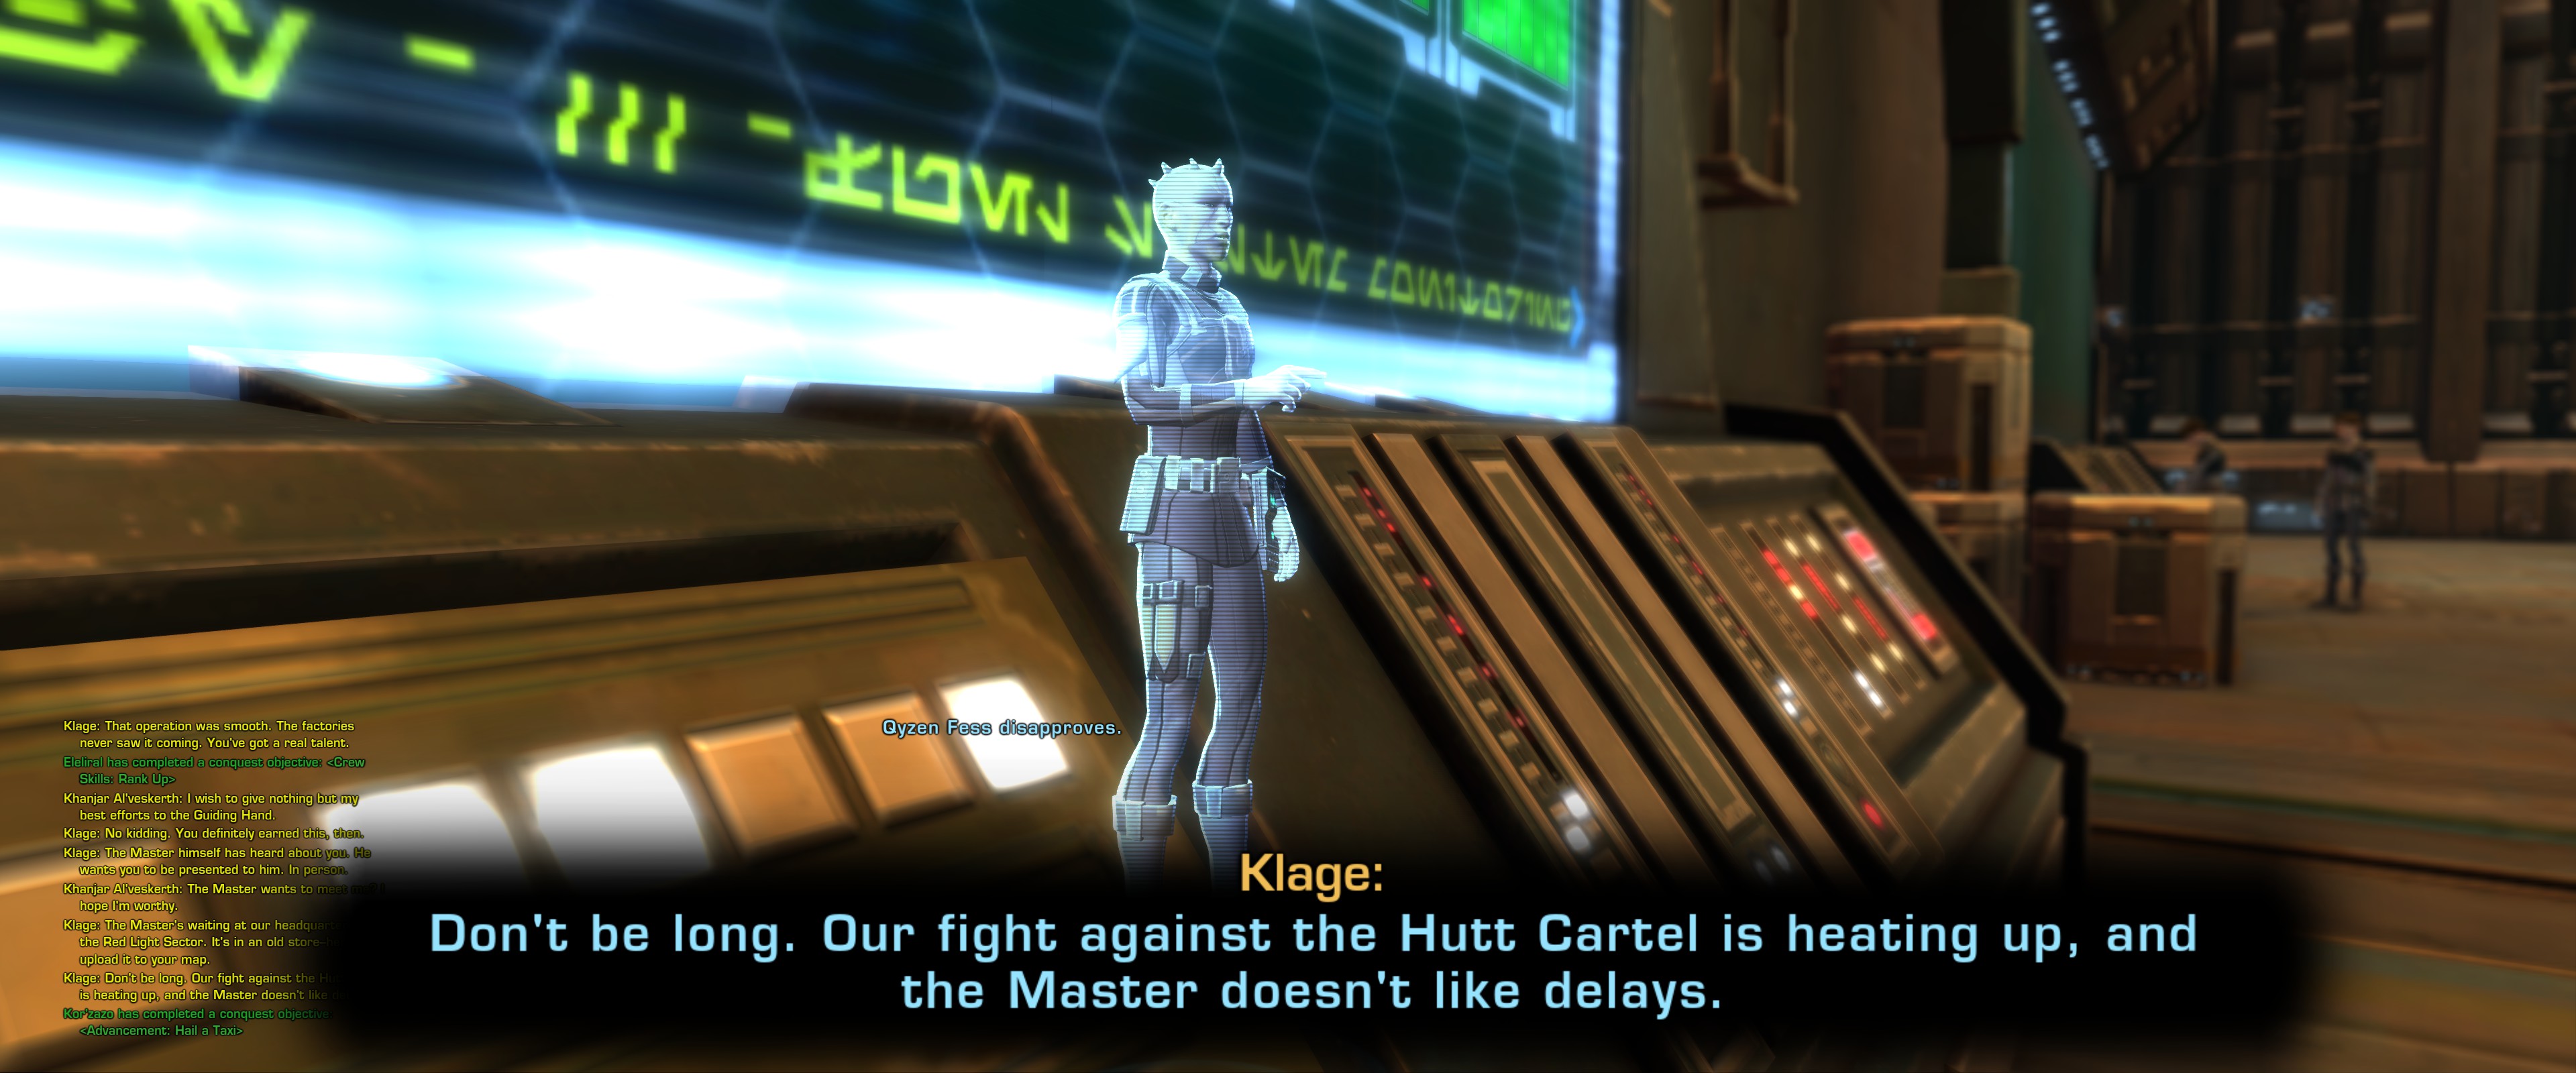 Klage: That operation was smooth. The factories
never saw it coming. You've got a real talent.
Eleliral has completed a conquest objective: <Crew
Skills: Rank Up>
Khanjar Al'veskerth: I wish to give nothing but my
best efforts to the Guiding Hand.
Klage: No kidding. You definitely earned this, then.
Klage: The Master himself has heard about you. He
wants you to be presented to him. In person.
Khanjar Al'veskerth: The Master wants to meet
hope I'm worthy.
Klage: The Master's waiting at our
the Red Light Sector. It's in an old
upload it to your map.
Klage: Don't be long. Our fight against the
is heating up, and the Master doesn't like
Kor'zazo has completed a conquest objective
<Advancement: Hail a Taxi>
Qyzen Fess disapproves.
Klage:
Don't be long. Our fight against the Hutt Cartel is heating up, and
the Master doesn't like delays.